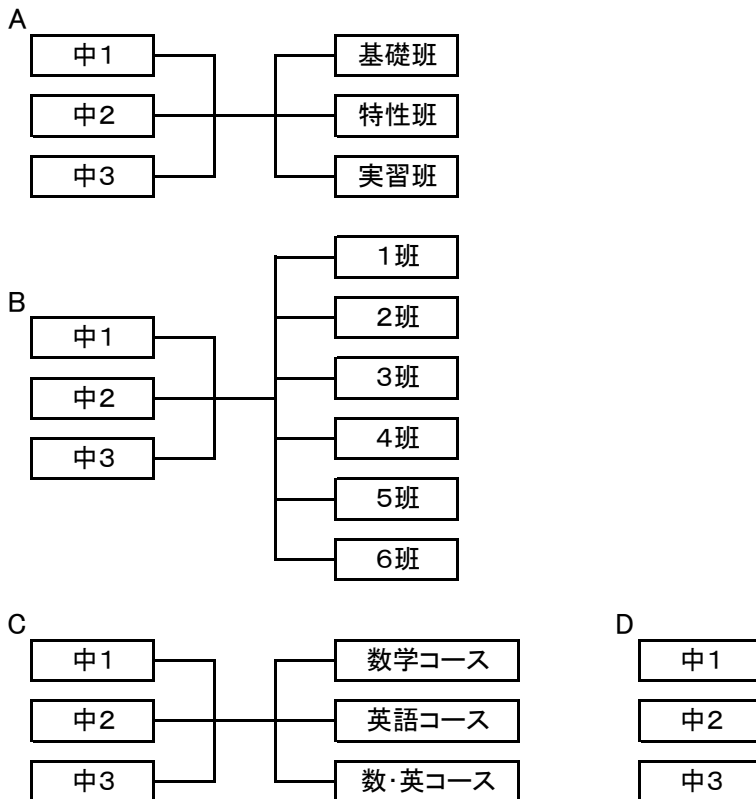 A
中1 基礎班
中2 特性班
中3 実習班
1班
B
2班
中1
3班
中2
4班
中3
5班
6班
C D
中1 数学コース 中1
中2 英語コース 中2
中3 数・英コース 中3